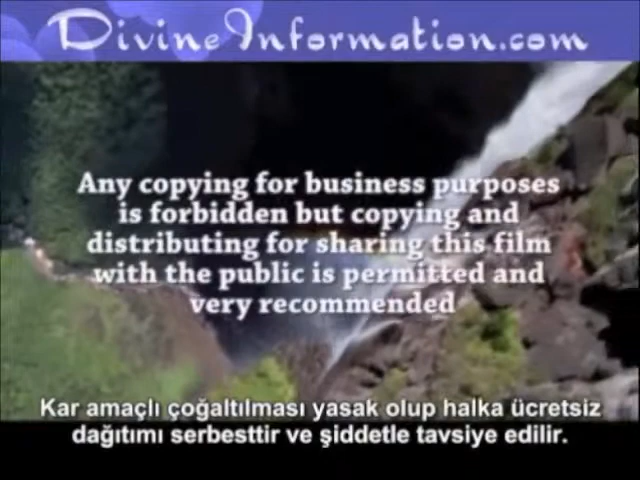 DivineInformation.com
Any copying for business purposes
is forbidden but copying and
distributing for sharing this film
with the public is permitted and
very recommended
Kar amaçlı çoğaltılması yasak olup halka ücretsiz
dağıtımı serbesttir ve şiddetle tavsiye edilir.